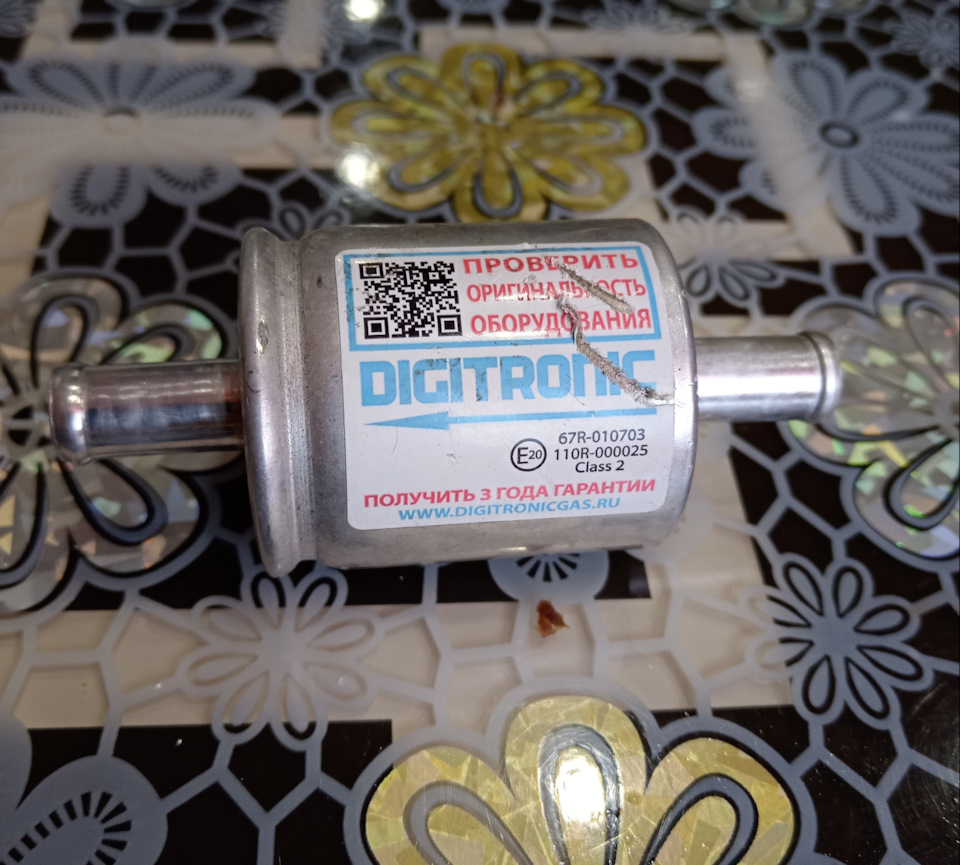 ПРОВЕРИТЬ
ОРИГИНАЛЬНОСТЬ
ОБОРУДОВАНИЯ
DIGITRONIC
E20
67R-010703
110R-000025
Class 2
ПОЛУЧИТЬ 3 ГОДА ГАРАНТИИ
WWW.DIGITRONICGAS.RU